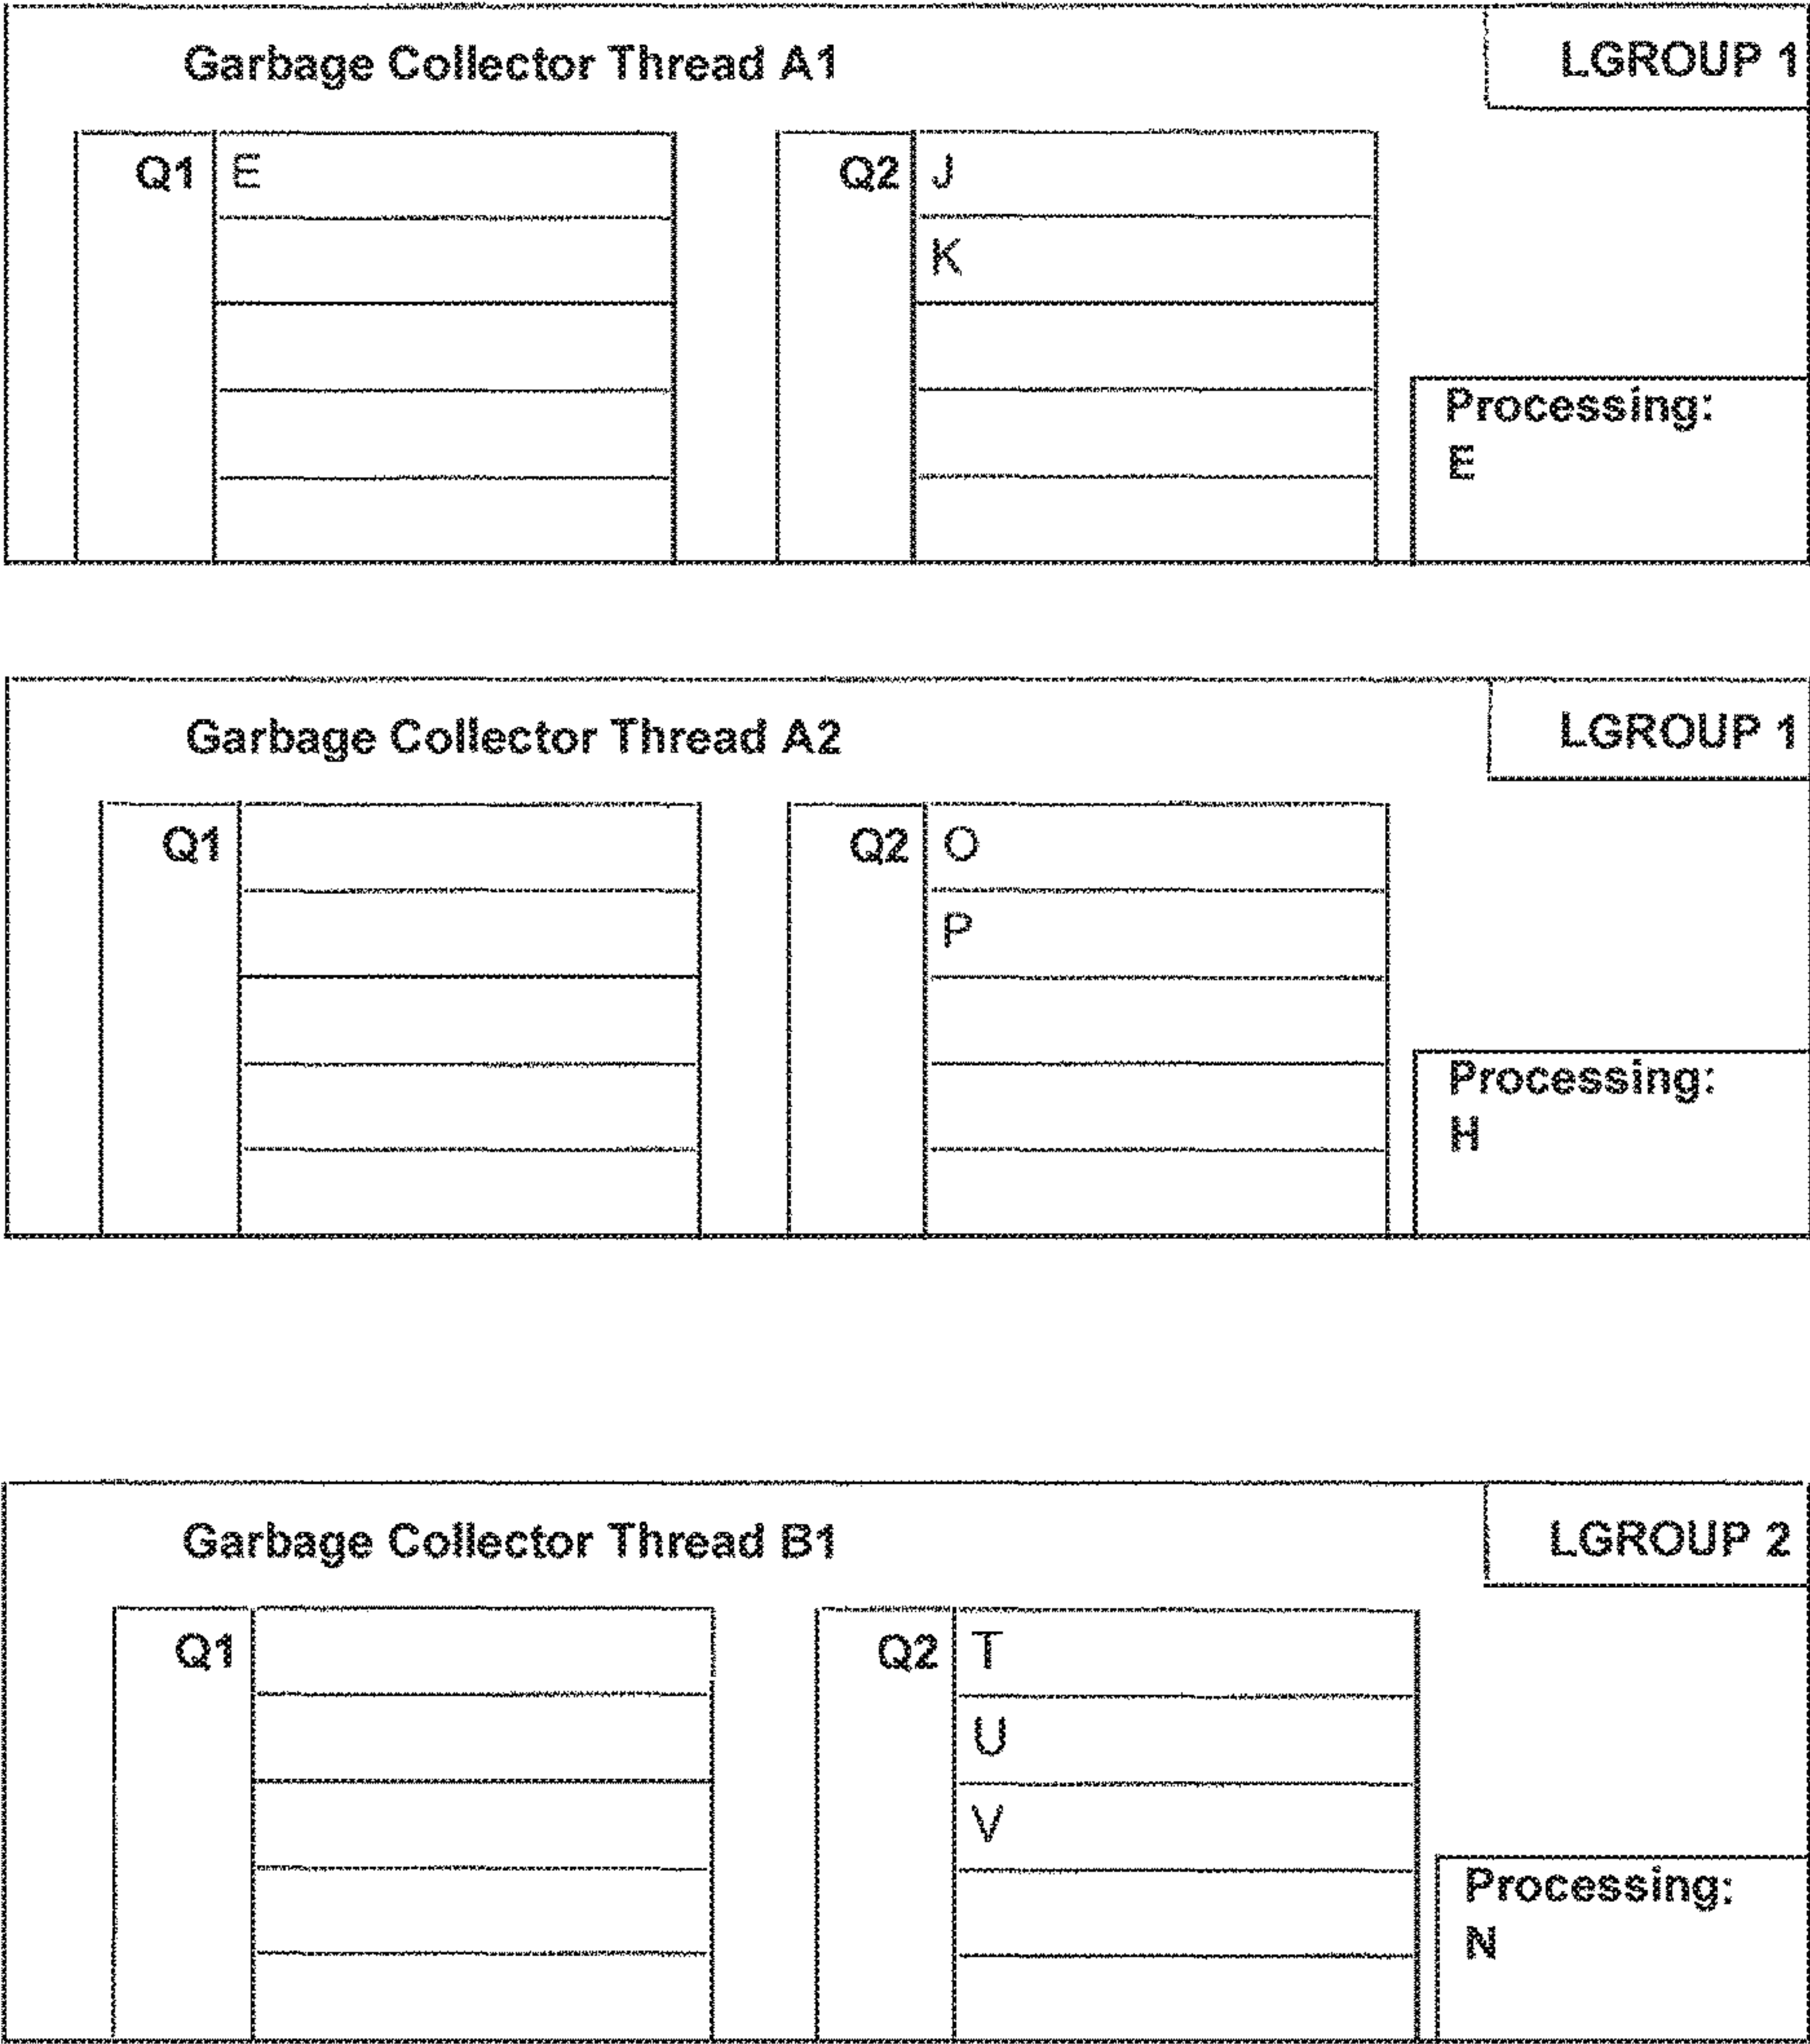 Garbage Collector Thread A1
LGROUP 1
Q1 E
Q2 J
K
Processing:
E
Garbage Collector Thread A2
LGROUP 1
Q1
Q2 O
P
Processing:
H
Garbage Collector Thread B1
LGROUP 2
Q1
Q2 T
U
V
Processing:
N